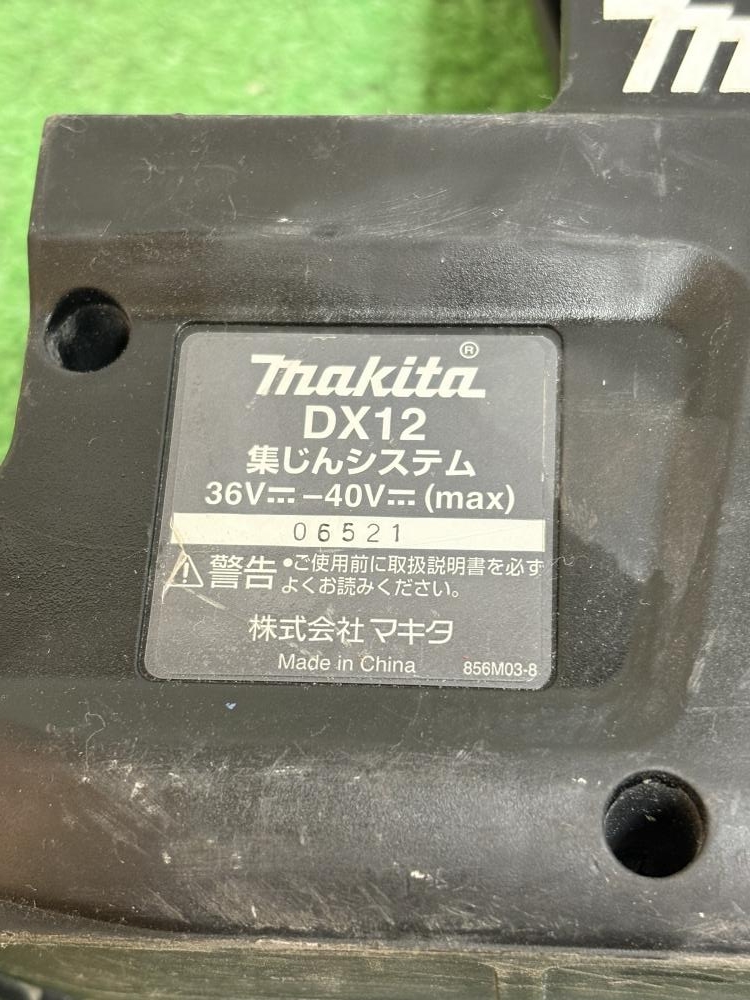 makita®
DX12
集じんシステム
36V⎓–40V⎓(max)
06521
⚠警告 •ご使用前に取扱説明書を必ず
よくお読みください。
株式会社 マキタ
Made in China 856M03-8